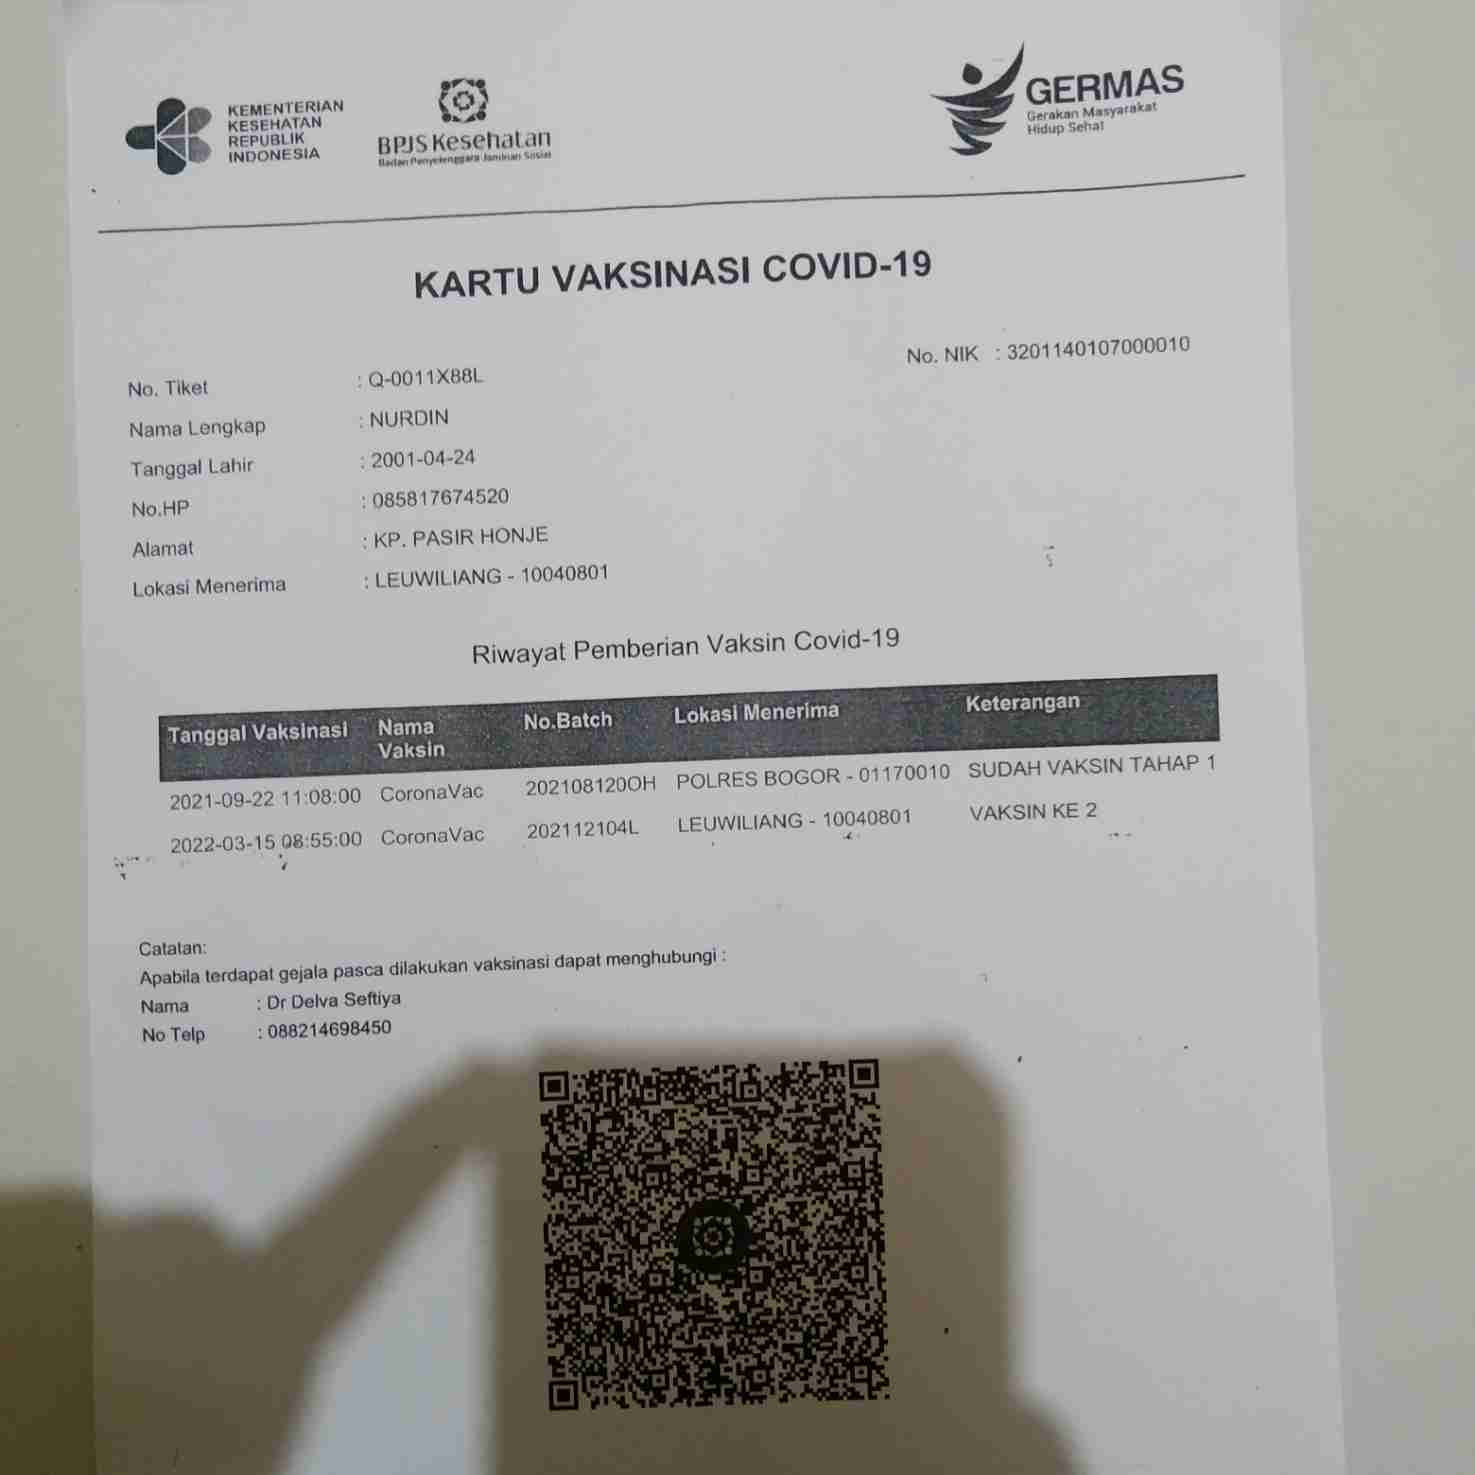 KEMENTERIAN
KESEHATAN
REPUBLIK
INDONESIA
BPJS Kesehatan
Badan Penyelenggara Jaminan Sosial
GERMAS
Gerakan Masyarakat
Hidup Sehat
KARTU VAKSINASI COVID-19
No. NIK : 3201140107000010
No. Tiket : Q-0011X88L
Nama Lengkap : NURDIN
Tanggal Lahir : 2001-04-24
No.HP : 085817674520
Alamat : KP. PASIR HONJE
Lokasi Menerima : LEUWILIANG - 10040801
Riwayat Pemberian Vaksin Covid-19
Tanggal Vaksinasi Nama Vaksin No.Batch Lokasi Menerima Keterangan
2021-09-22 11:08:00 CoronaVac 202108120OH POLRES BOGOR - 01170010 SUDAH VAKSIN TAHAP 1
2022-03-15 08:55:00 CoronaVac 202112104L LEUWILIANG - 10040801 VAKSIN KE 2
Catatan:
Apabila terdapat gejala pasca dilakukan vaksinasi dapat menghubungi :
Nama : Dr Delva Seftiya
No Telp : 088214698450